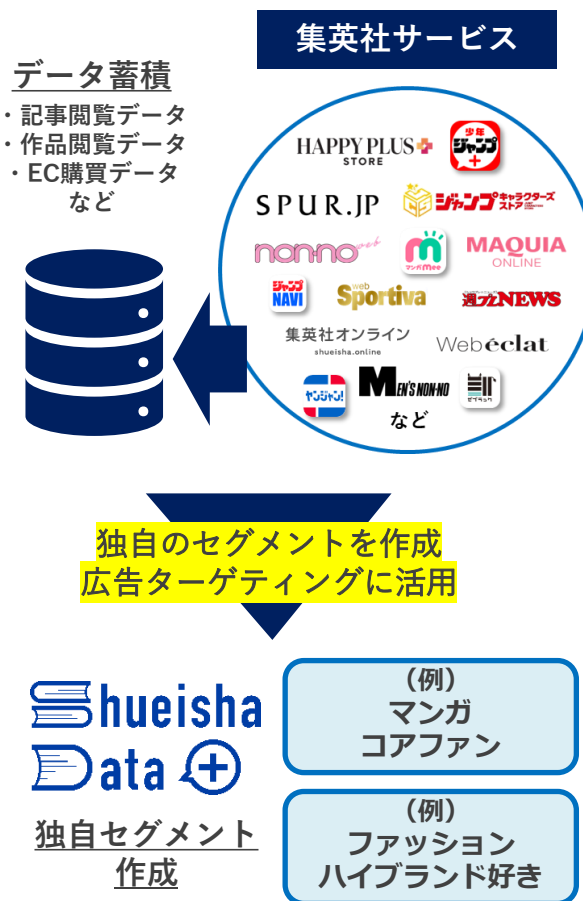 集英社サービス
データ蓄積
・記事閲覧データ
・作品閲覧データ
・EC購買データ
など
HAPPY PLUS
STORE
少年
ジャンプ
+
SPUR.JP
ジャンプキャラクターズ
ストア
non-no web
マンガMee
MAQUIA
ONLINE
ジャンプ
NAVI
web
Sportiva
週プレNEWS
集英社オンライン
shueisha.online
Webéclat
ヤンジャン!
MEN'S NON-NO
ゼブラック
など
独自のセグメントを作成
広告ターゲティングに活用
Shueisha
Data +
独自セグメント
作成
（例）
マンガ
コアファン
（例）
ファッション
ハイブランド好き